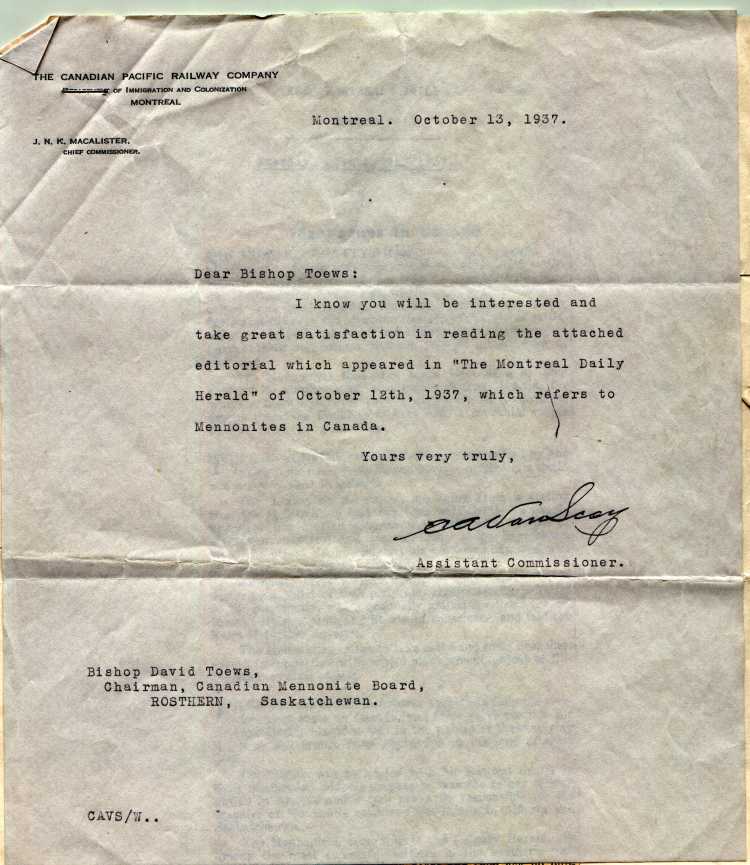 THE CANADIAN PACIFIC RAILWAY COMPANY
OF IMMIGRATION AND COLONIZATION
MONTREAL
J. N. K. MACALISTER,
CHIEF COMMISSIONER.
Montreal. October 13, 1937.
Dear Bishop Toews:
I know you will be interested and
take great satisfaction in reading the attached
editorial which appeared in "The Montreal Daily
Herald" of October 12th, 1937, which refers to
Mennonites in Canada.
Yours very truly,
Assistant Commissioner.
Bishop David Toews,
Chairman, Canadian Mennonite Board,
ROSTHERN, Saskatchewan.
CAVS/W..